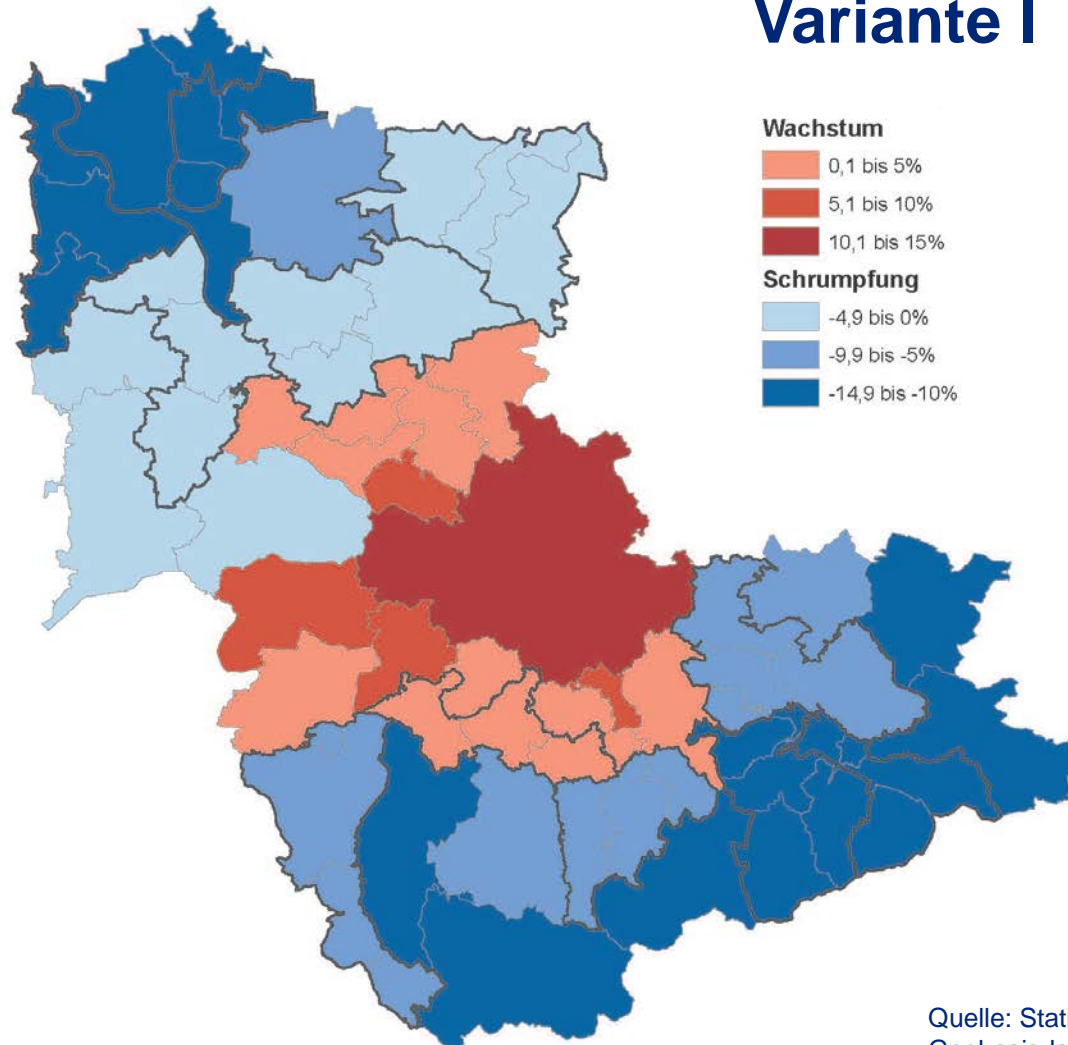 Variante I
Wachstum
0,1 bis 5%
5,1 bis 10%
10,1 bis 15%
Schrumpfung
-4,9 bis 0%
-9,9 bis -5%
-14,9 bis -10%
Quelle: